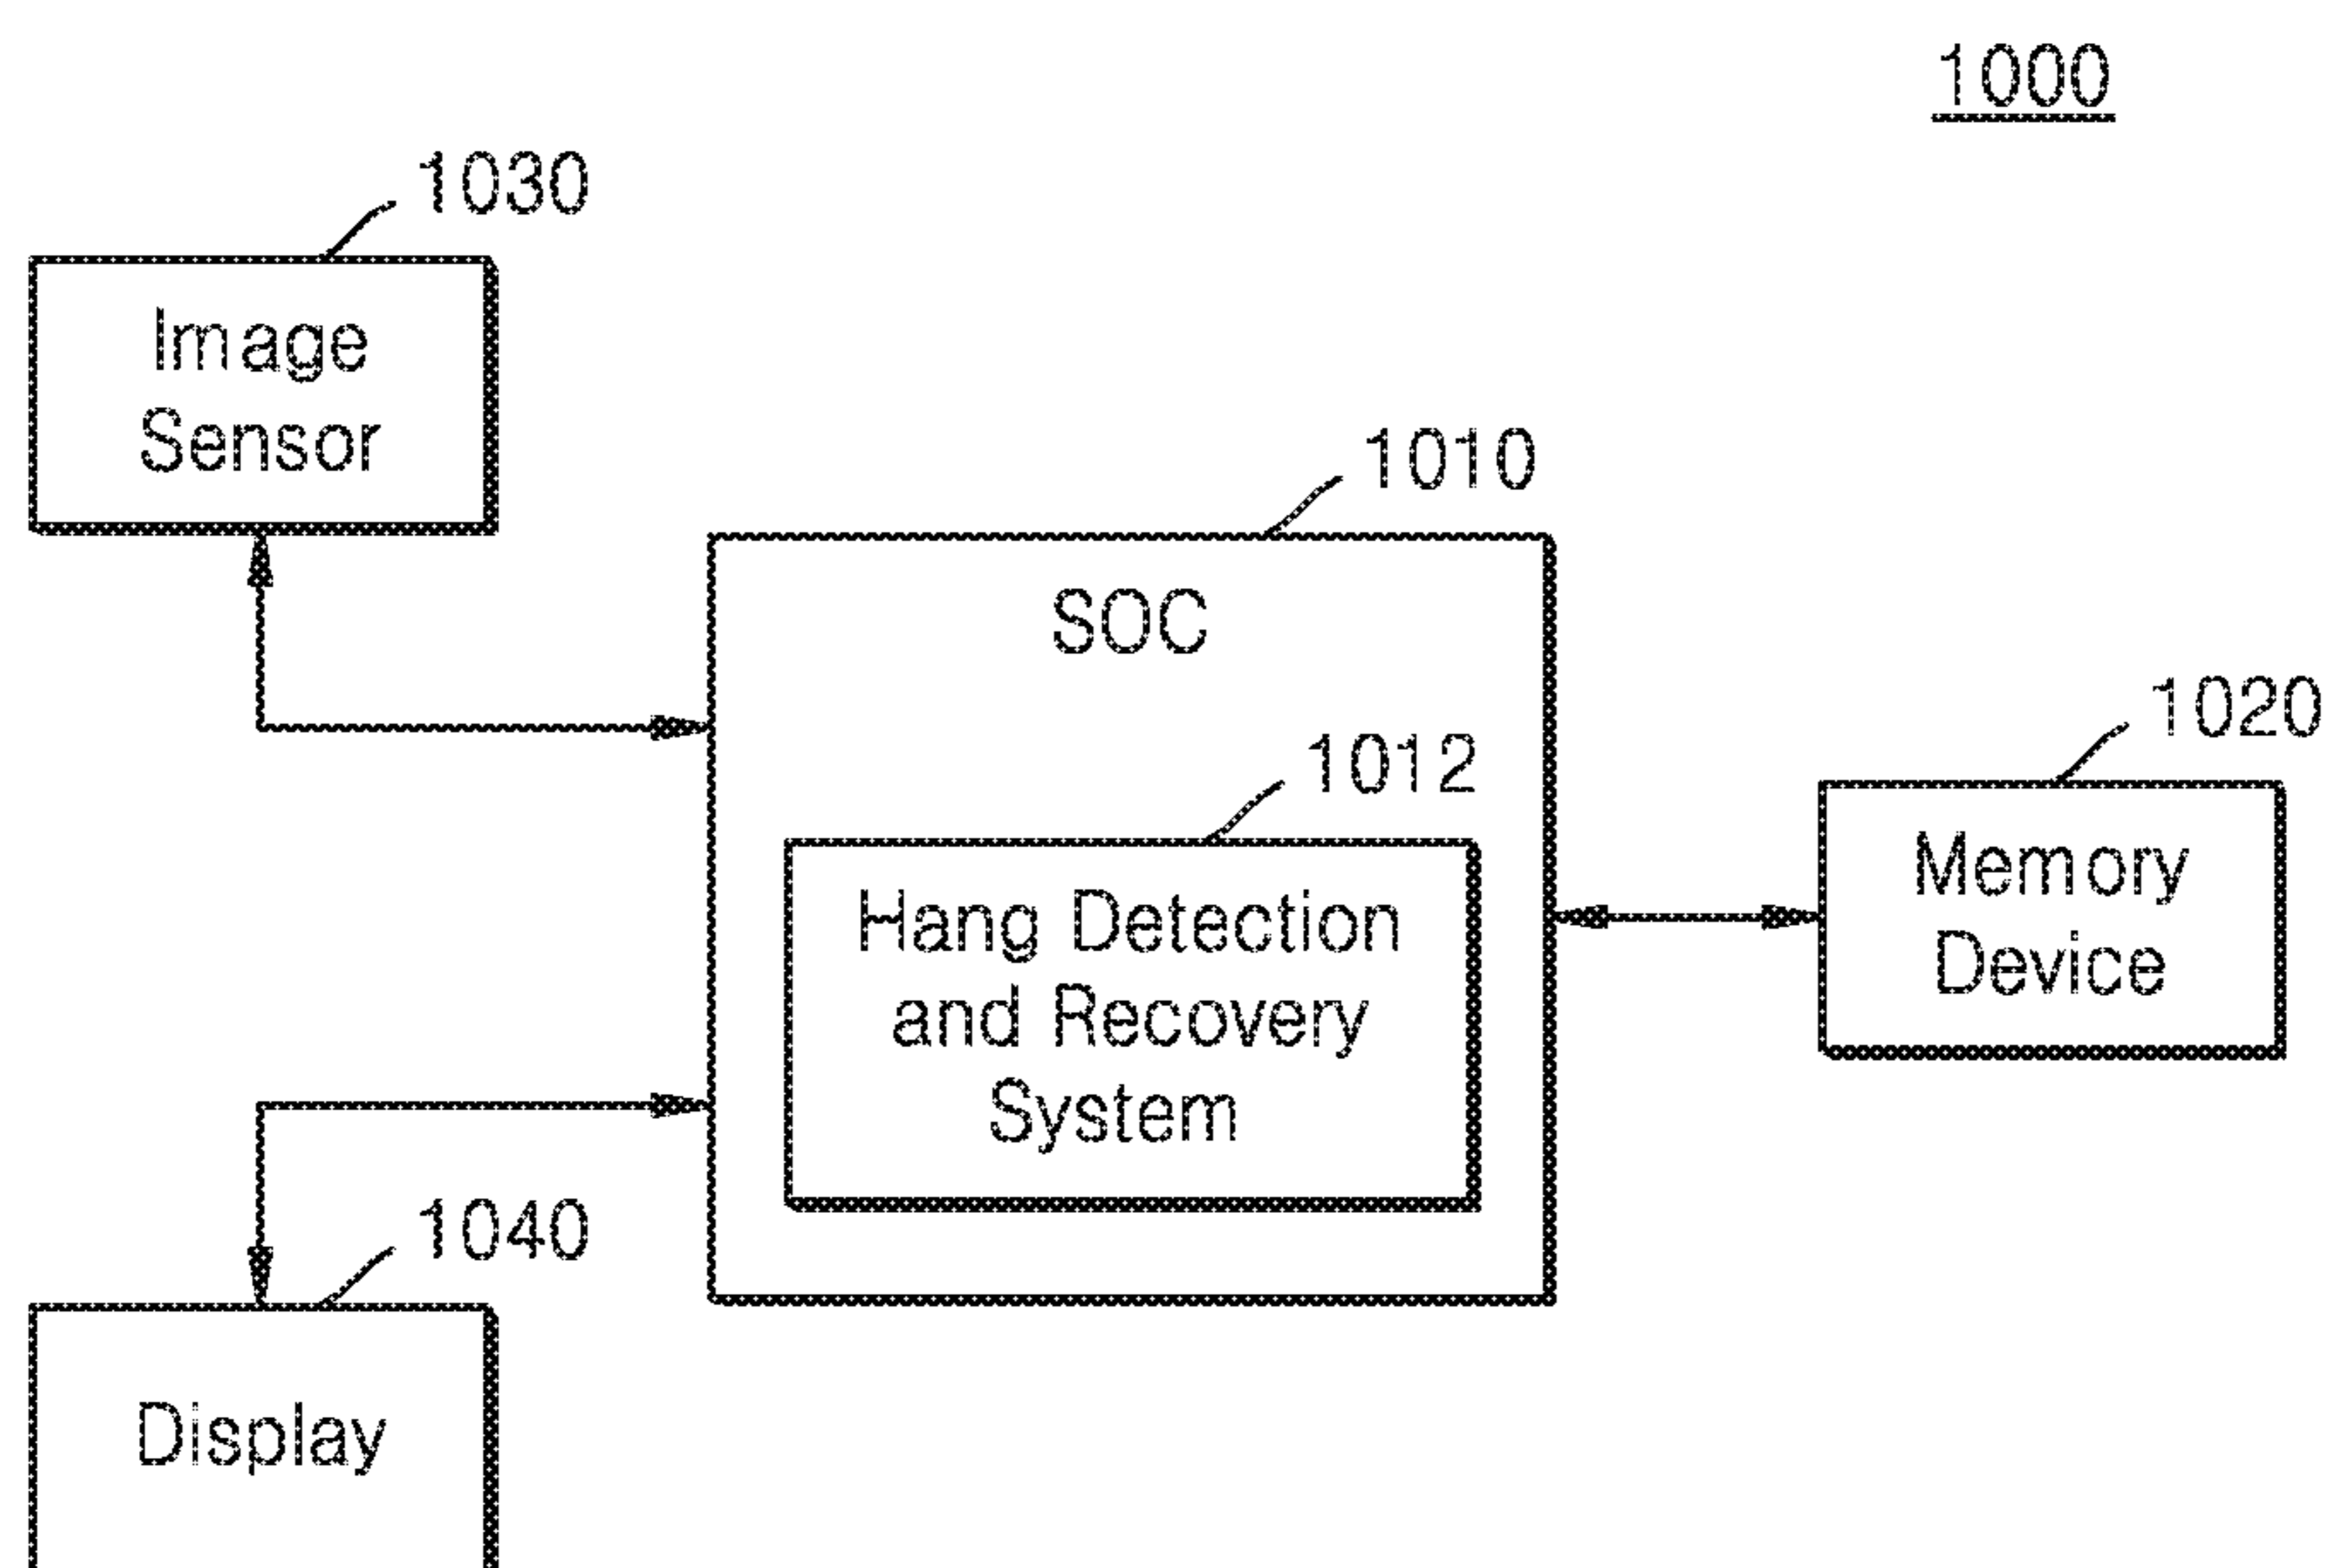 1000
1030
Image
Sensor
1010
SOC
1020
1012
Memory
Device
Hang Detection
and Recovery
System
1040
Display